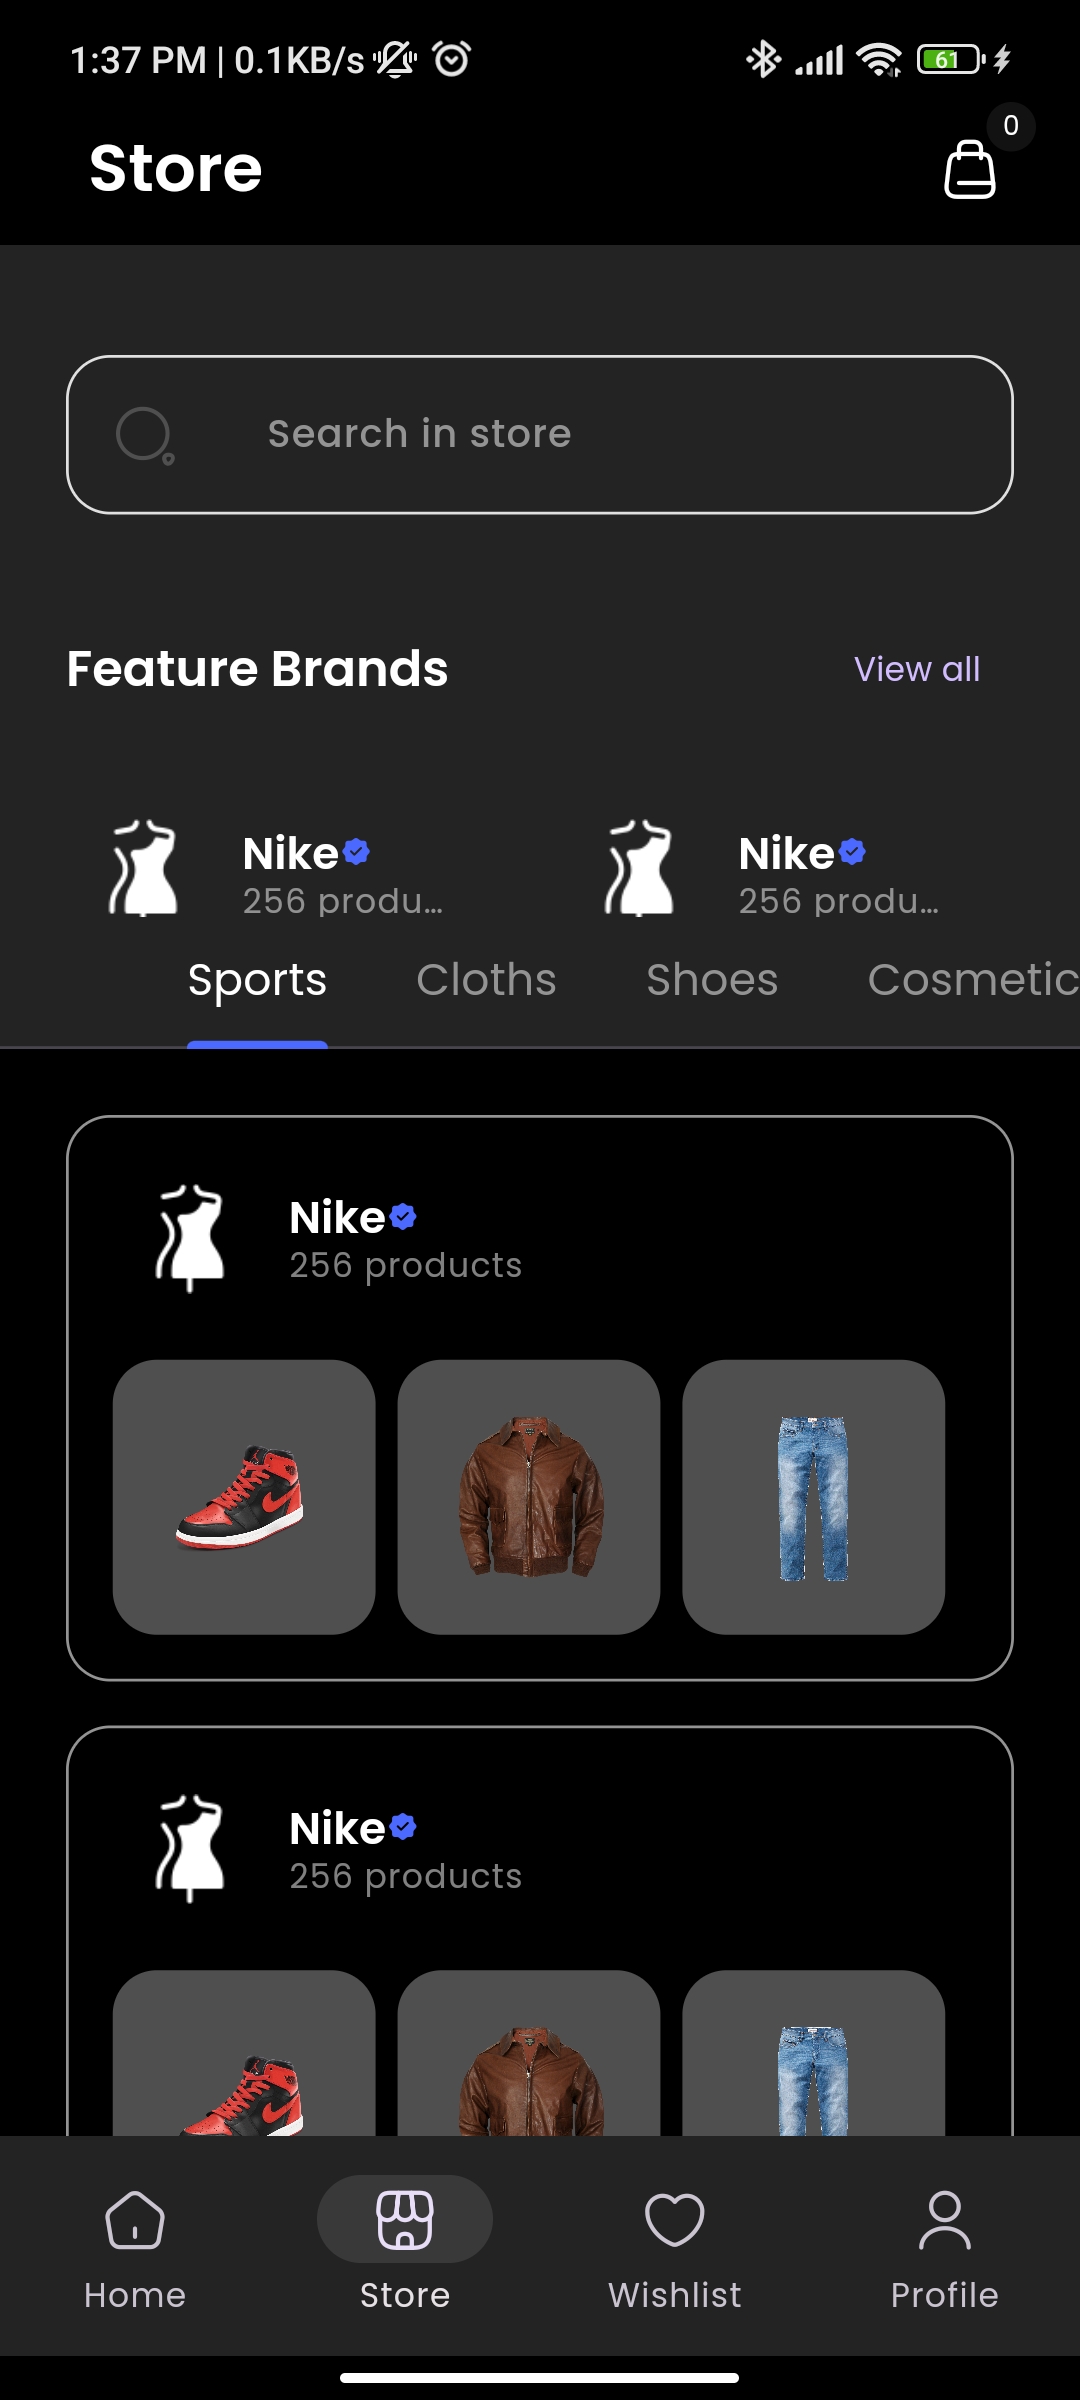 1:37 PM | 0.1KB/s
61
Store
0
Search in store
Feature Brands
View all
Nike
256 produ...
Nike
256 produ...
Sports
Cloths
Shoes
Cosmetic
Nike
256 products
Nike
256 products
Home
Store
Wishlist
Profile